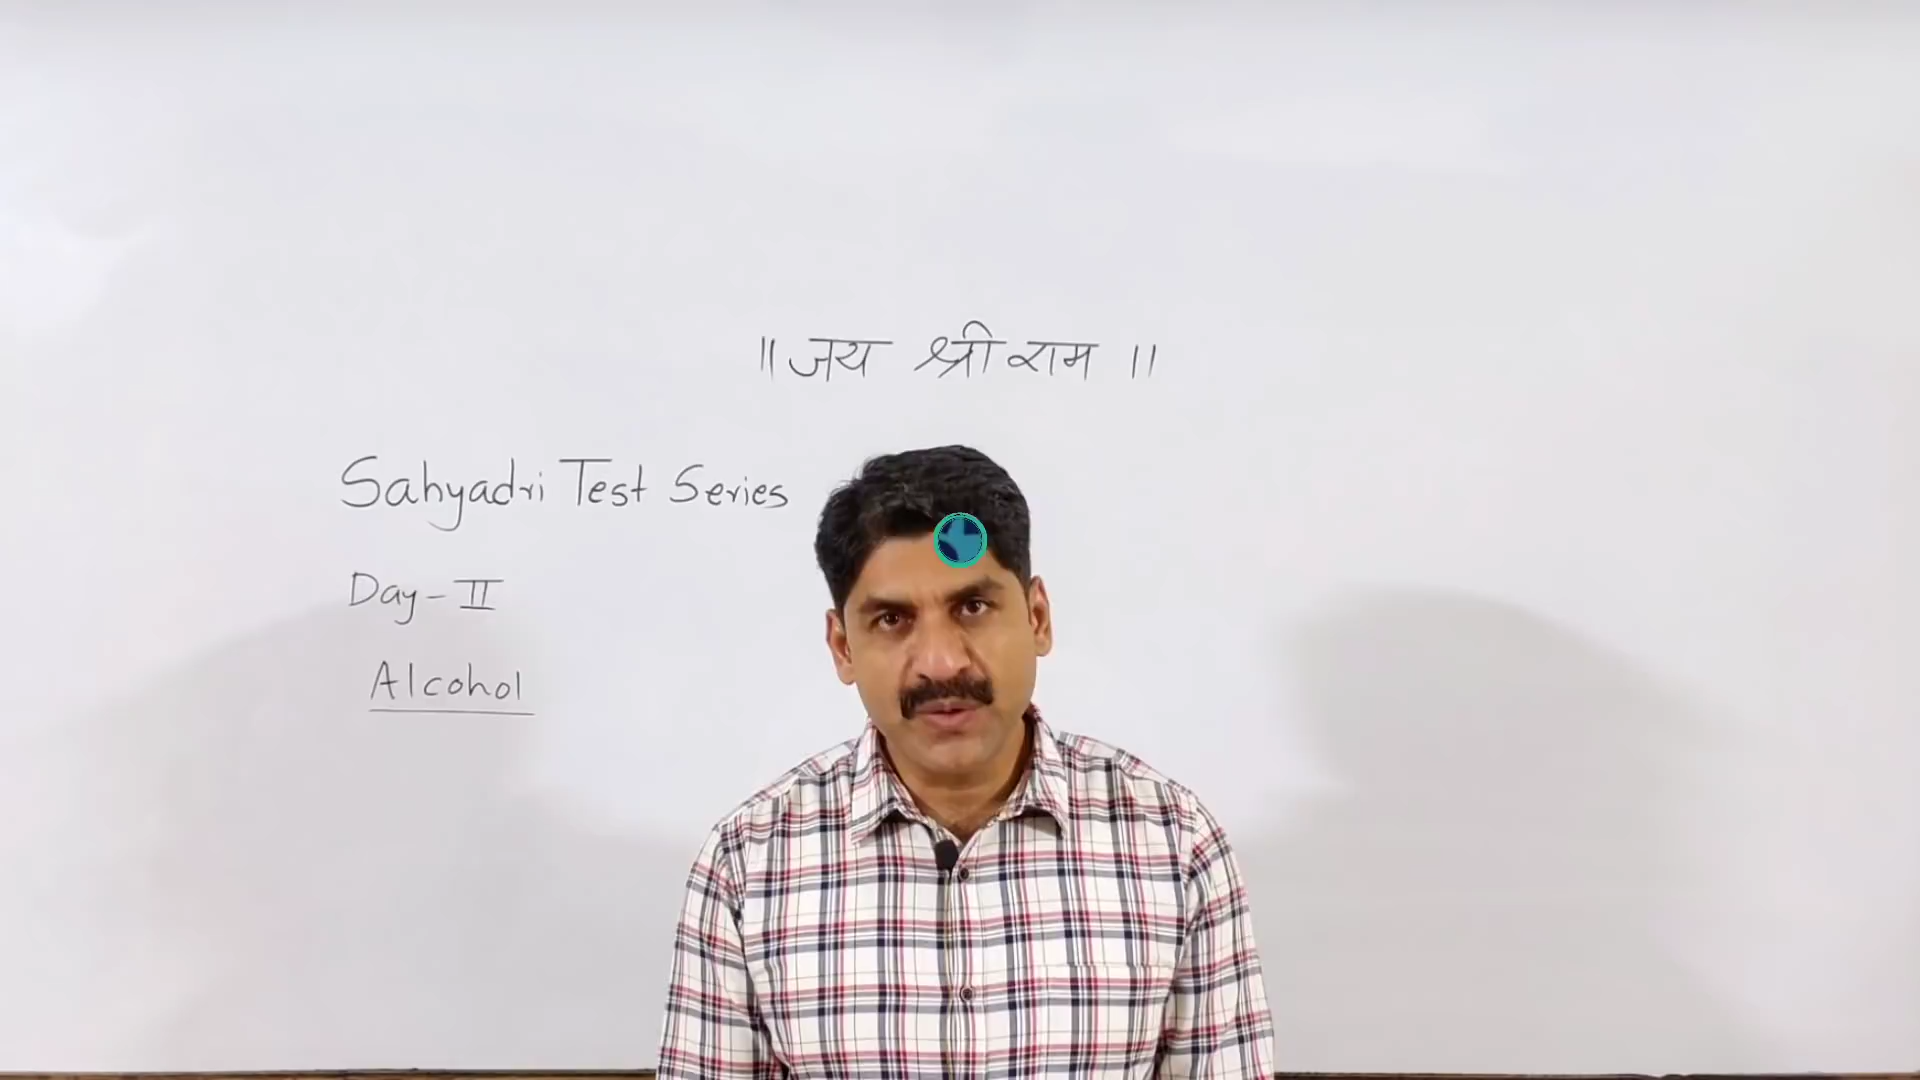 ॥ जय श्री राम ॥
Sahyadri Test Series
Day - II
Alcohol